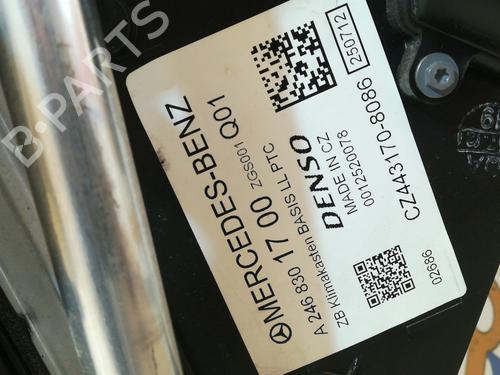 MERCEDES-BENZ
A 246 830 17 00 ZGS001 Q01
ZB Klimakasten BASIS LL PTC
DENSO
MADE IN CZ
0012520078
CZ443170-8086 250712
02686
B-PARTS